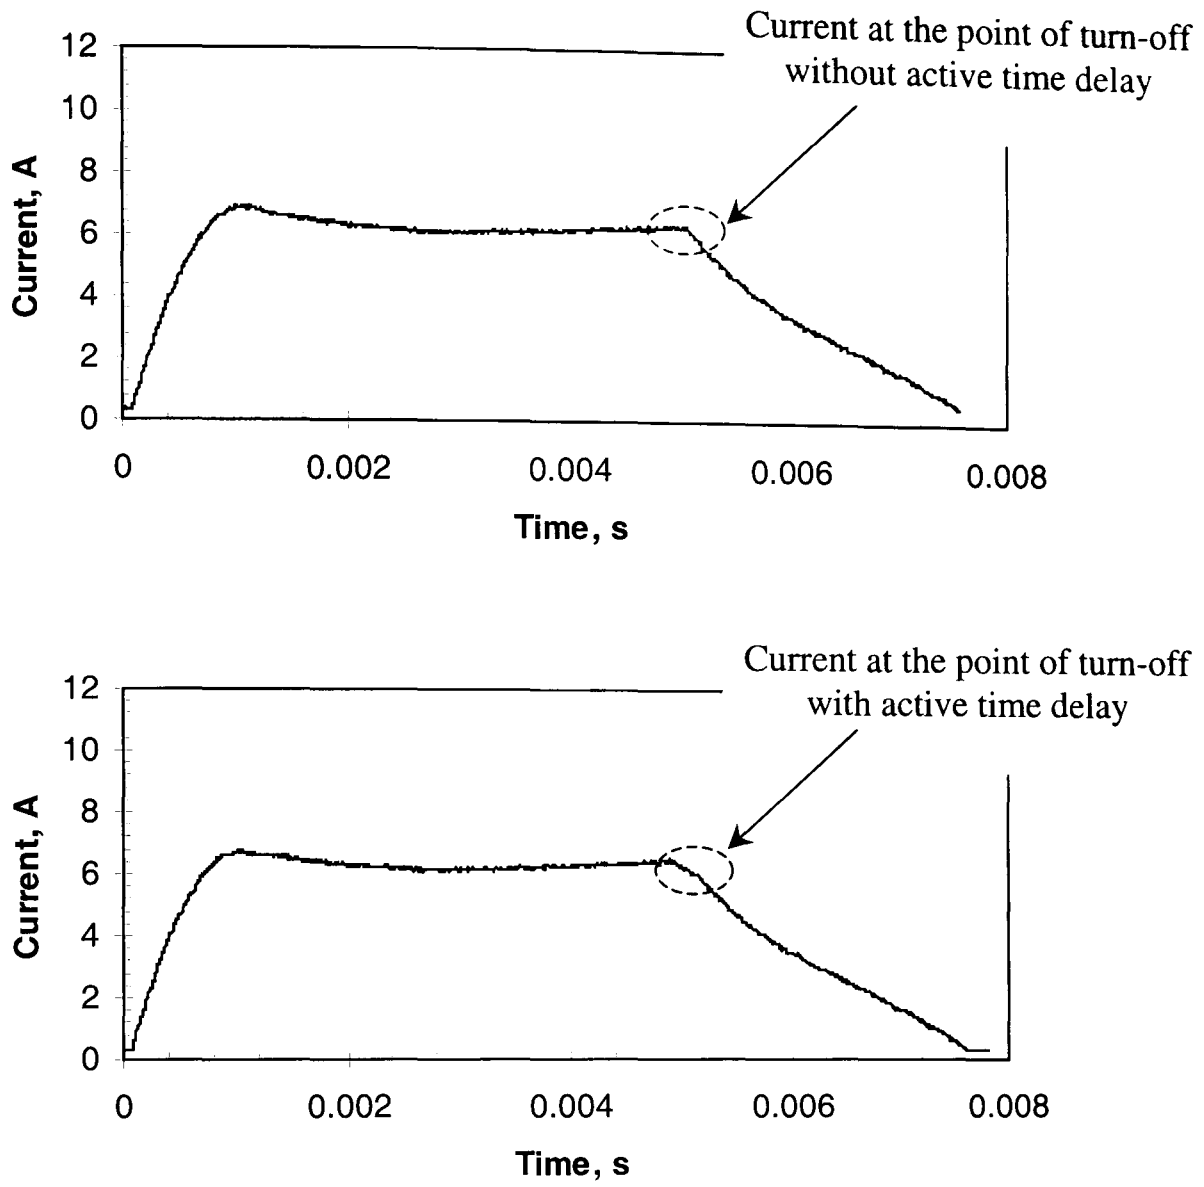 Current at the point of turn-off
without active time delay
12
10
8
6
4
2
0
Current, A
0 0.002 0.004 0.006 0.008
Time, s
Current at the point of turn-off
with active time delay
12
10
8
6
4
2
0
Current, A
0 0.002 0.004 0.006 0.008
Time, s